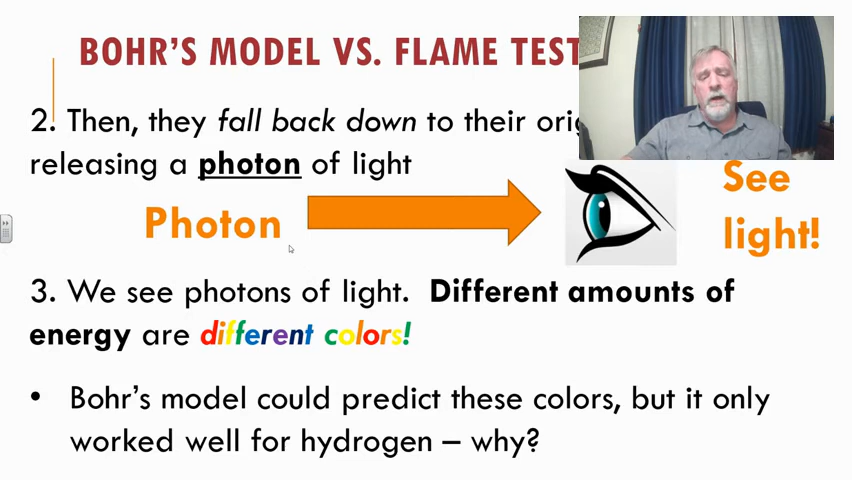 BOHR'S MODEL VS. FLAME TEST
2. Then, they fall back down to their orig
releasing a photon of light
Photon
See
light!
3. We see photons of light. Different amounts of
energy are different colors!
• Bohr's model could predict these colors, but it only
worked well for hydrogen – why?